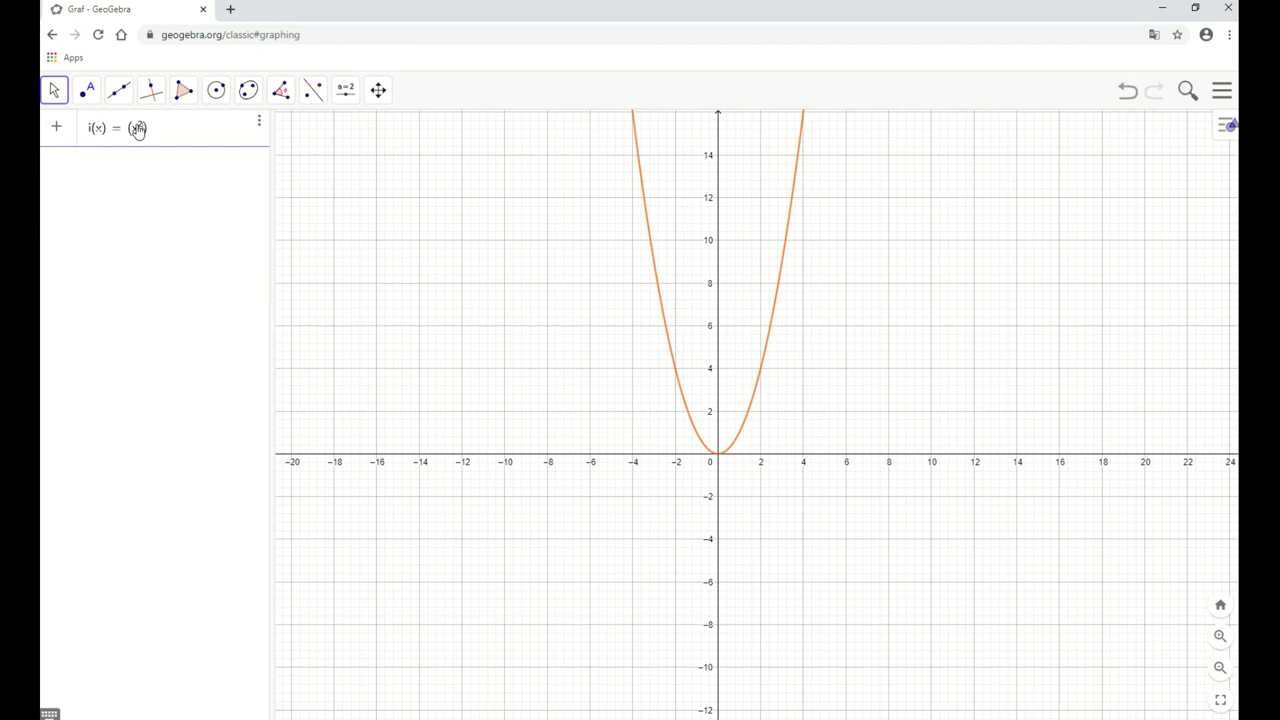 Graf - GeoGebra
geogebra.org/classic#graphing
Apps
A
a=2
i(x) = (x²)
14
12
10
8
6
4
2
−20 −18 −16 −14 −12 −10 −8 −6 −4 −2 0 2 4 6 8 10 12 14 16 18 20 22 24
−2
−4
−6
−8
−10
−12